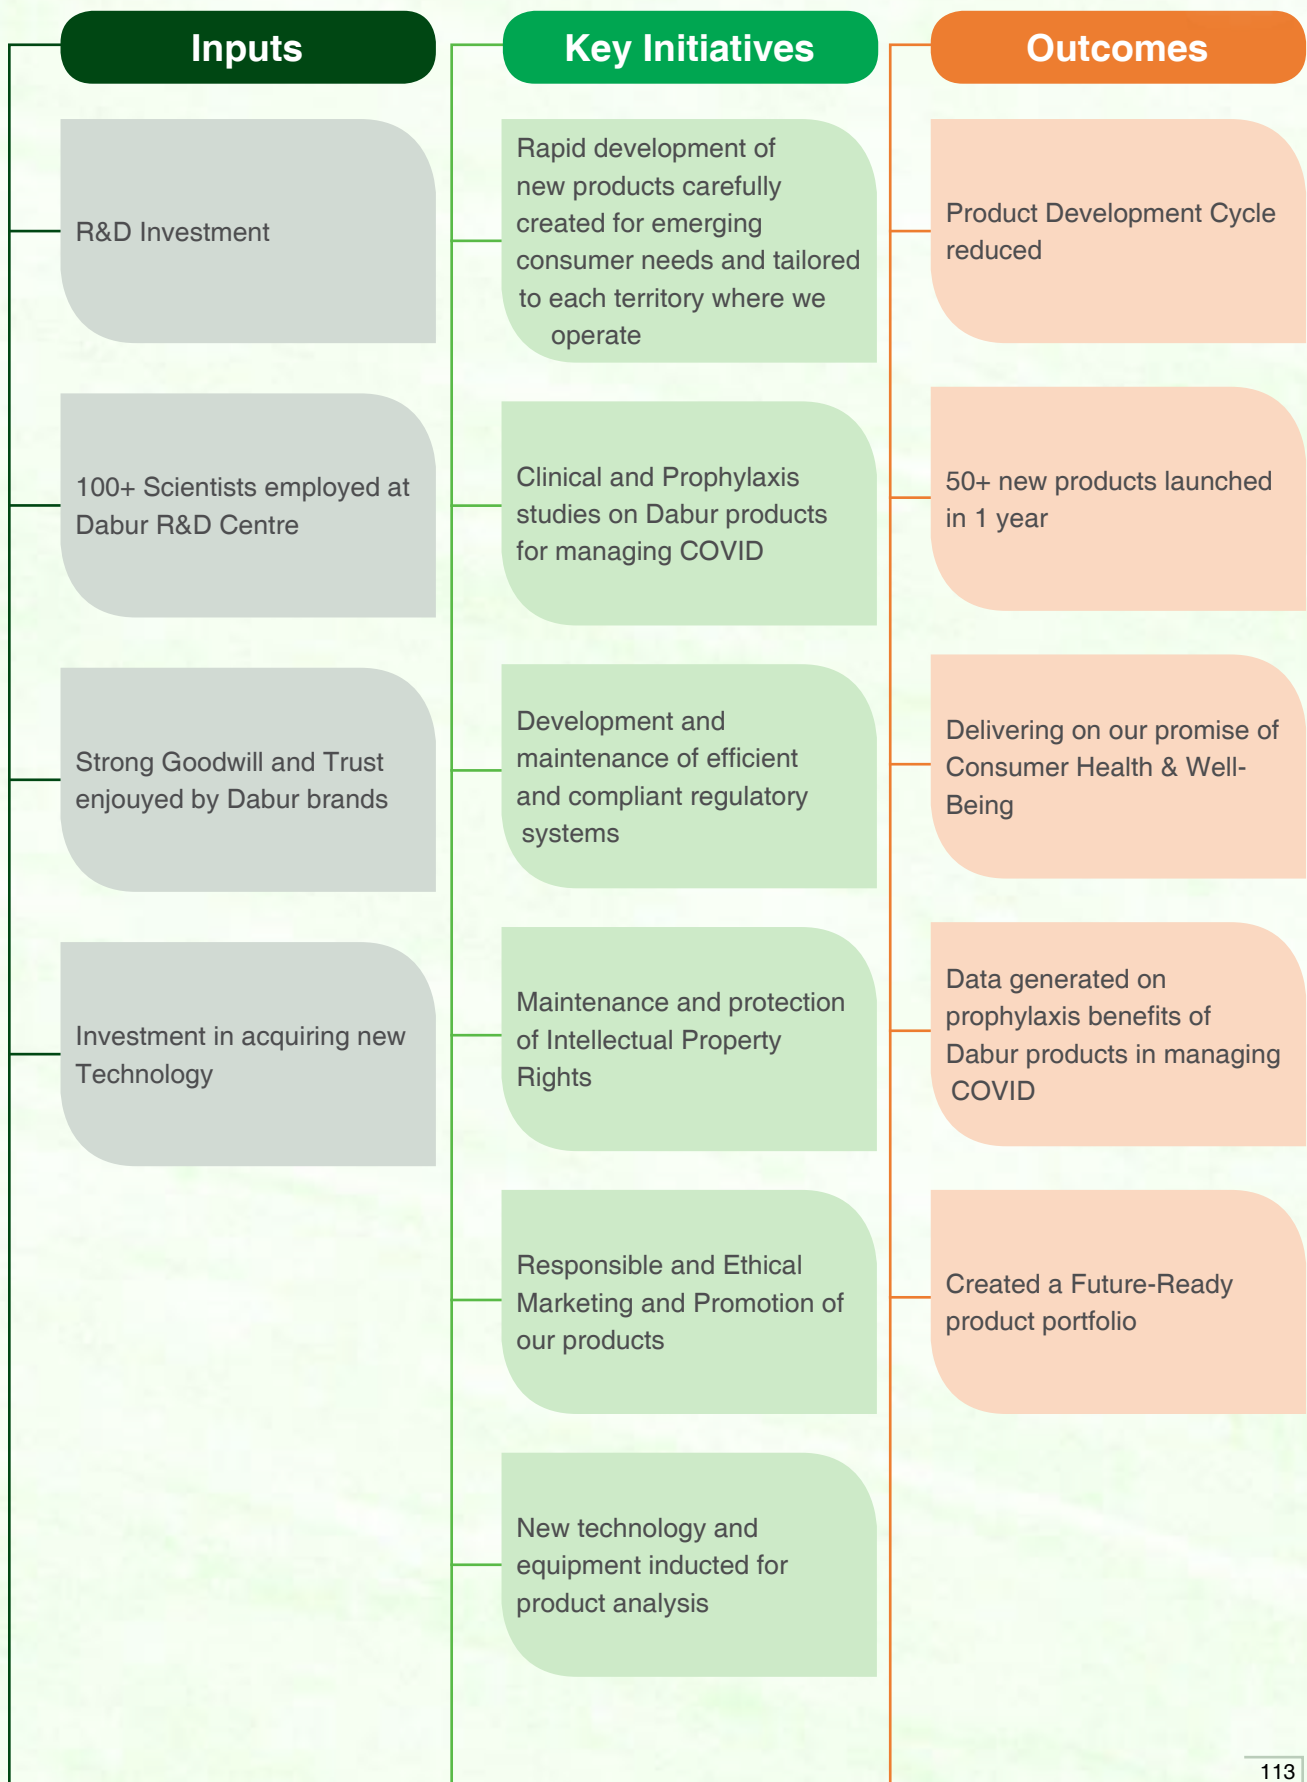 Inputs
R&D Investment
100+ Scientists employed at
Dabur R&D Centre
Strong Goodwill and Trust
enjouyed by Dabur brands
Investment in acquiring new
Technology
Key Initiatives
Rapid development of
new products carefully
created for emerging
consumer needs and tailored
to each territory where we
operate
Clinical and Prophylaxis
studies on Dabur products
for managing COVID
Development and
maintenance of efficient
and compliant regulatory
systems
Maintenance and protection
of Intellectual Property
Rights
Responsible and Ethical
Marketing and Promotion of
our products
New technology and
equipment inducted for
product analysis
Outcomes
Product Development Cycle
reduced
50+ new products launched
in 1 year
Delivering on our promise of
Consumer Health & Well-
Being
Data generated on
prophylaxis benefits of
Dabur products in managing
COVID
Created a Future-Ready
product portfolio
113